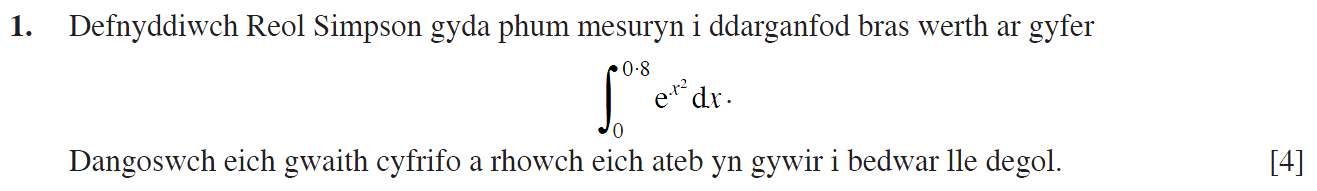 1. Defnyddiwch Reol Simpson gyda phum mesuryn i ddarganfod bras werth ar gyfer
∫₀^0·8 e^x² dx.
Dangoswch eich gwaith cyfrifo a rhowch eich ateb yn gywir i bedwar lle degol. [4]